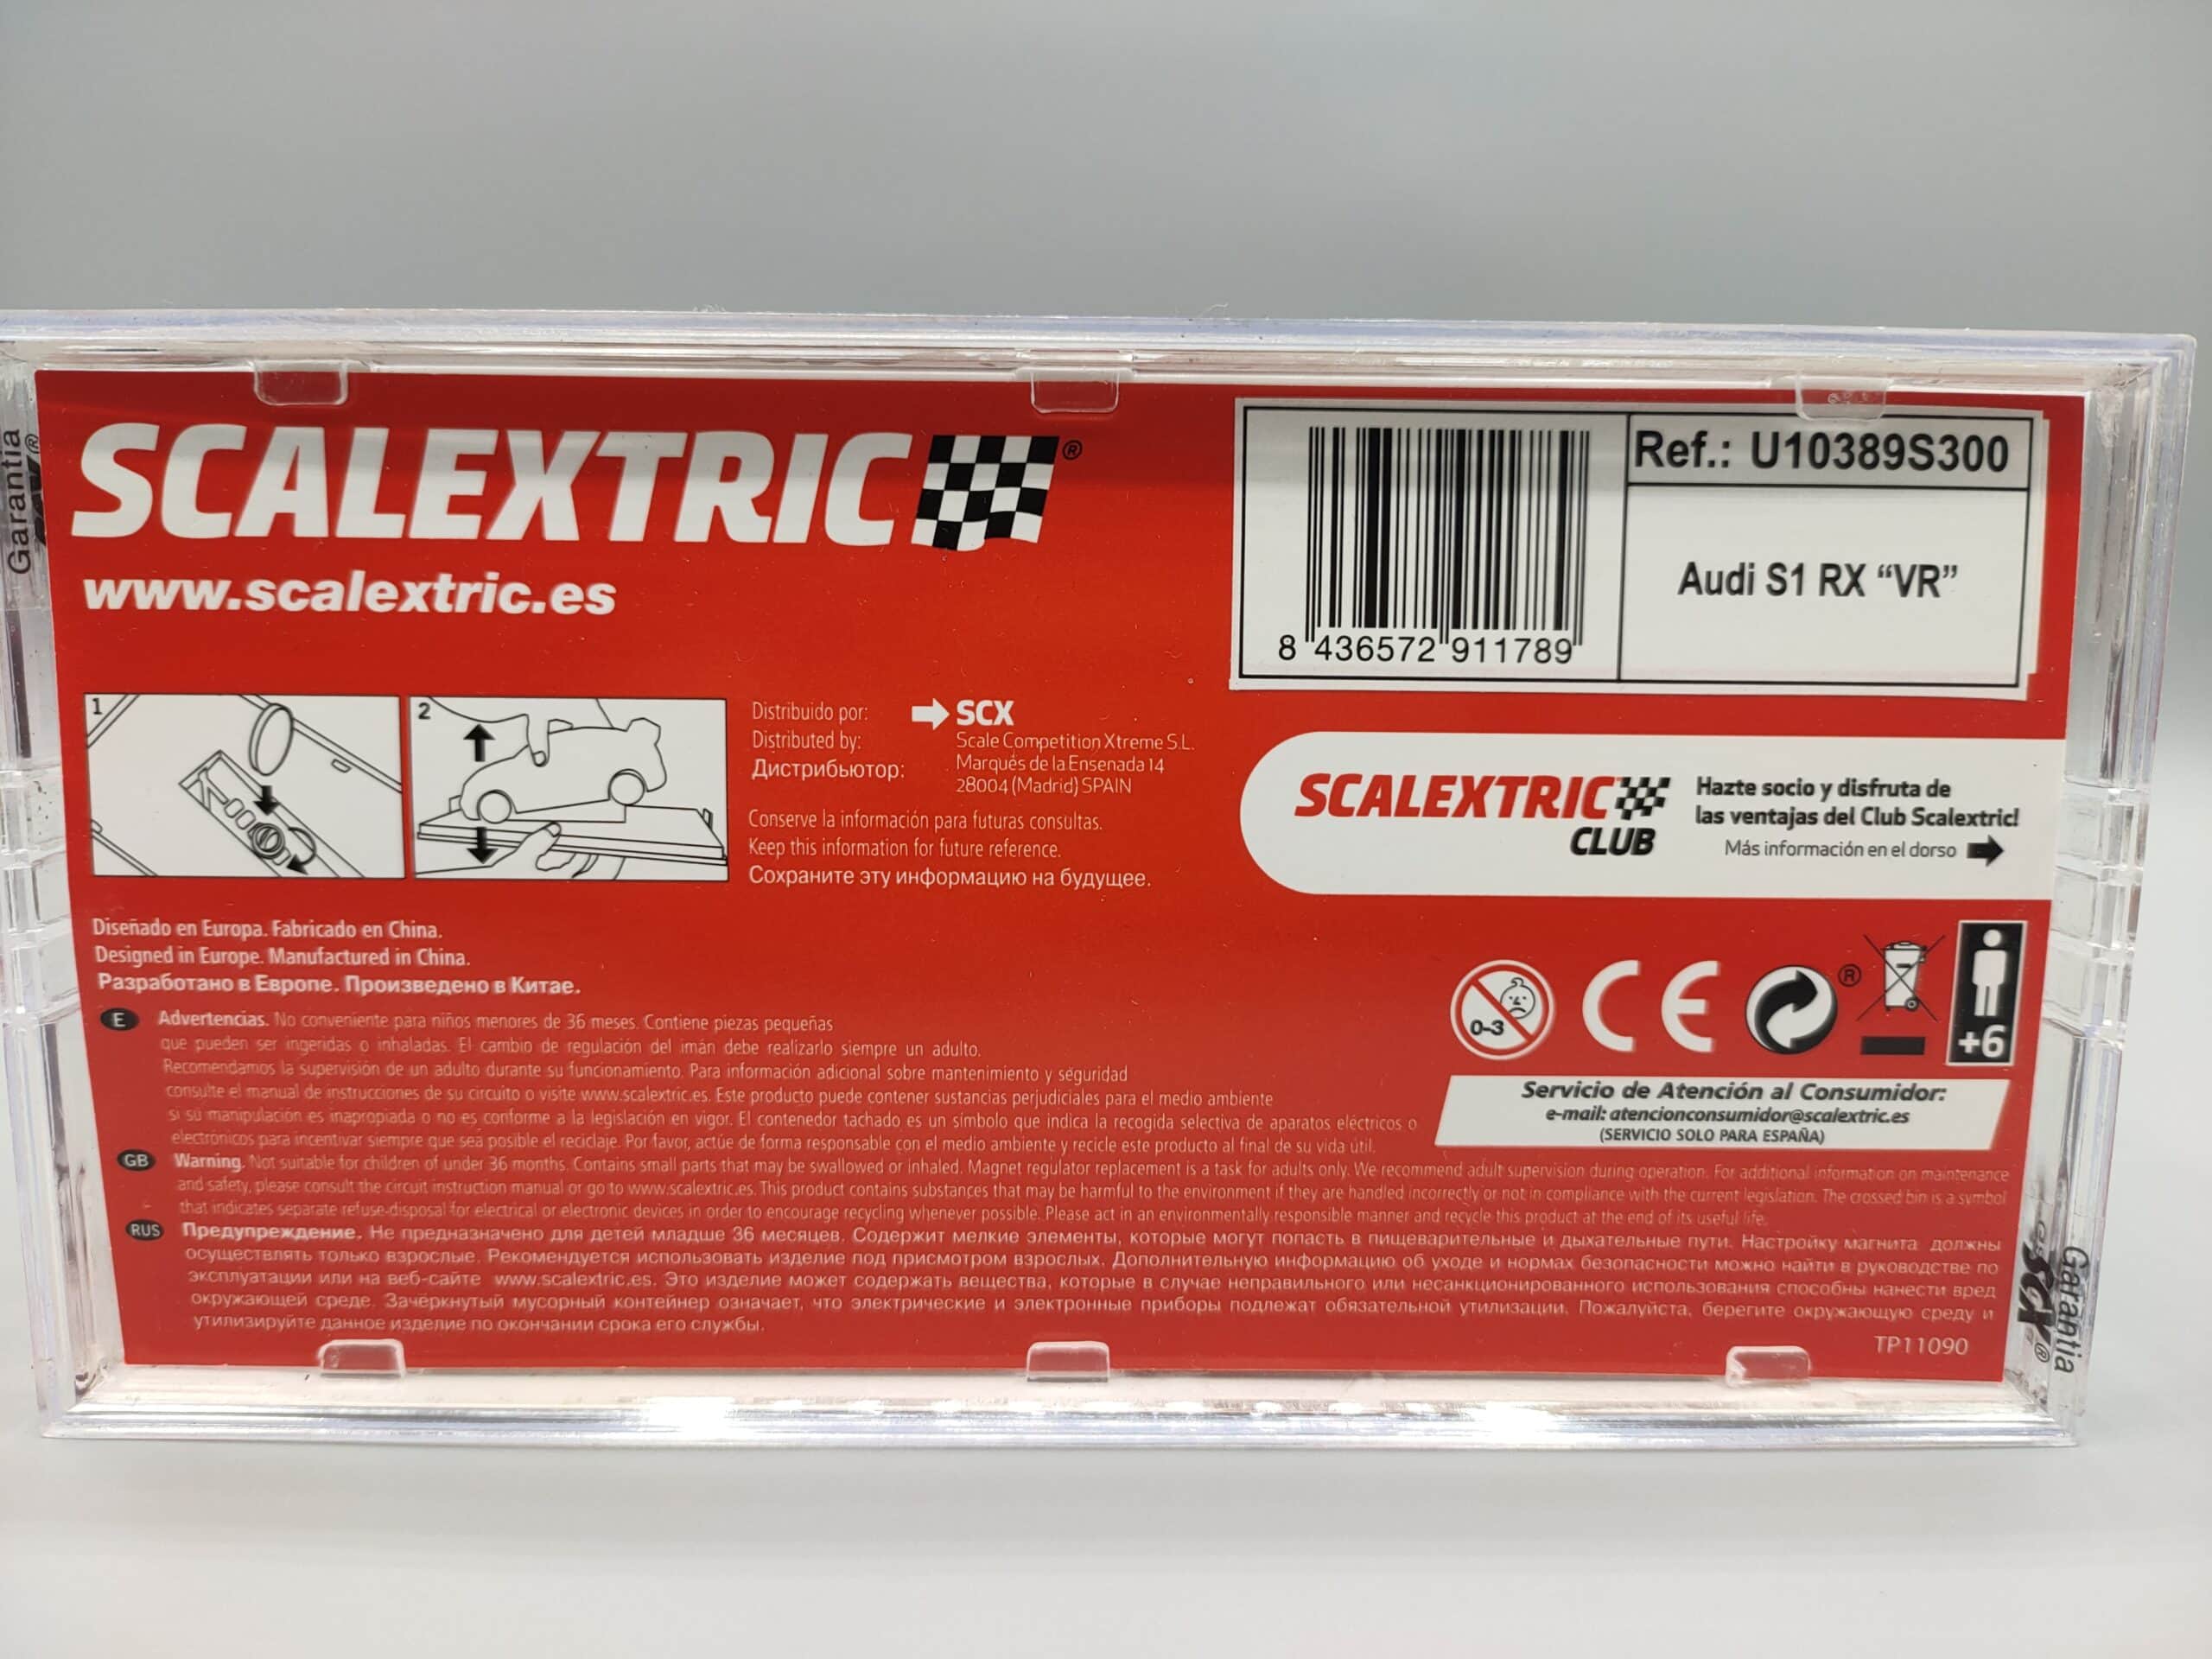 SCALEXTRIC®
www.scalextric.es
Ref.: U10389S300
Audi S1 RX “VR”
8 436572 911789
1
2
Distribuido por:
Distributed by:
Дистрибьютор:
SCX
Scale Competition Xtreme S.L.
Marqués de la Ensenada 14
28004 (Madrid) SPAIN
Conserve la información para futuras consultas.
Keep this information for future reference.
Сохраните эту информацию на будущее.
SCALEXTRIC
CLUB
Hazte socio y disfruta de
las ventajas del Club Scalextric!
Más información en el dorso
Diseñado en Europa. Fabricado en China.
Designed in Europe. Manufactured in China.
Разработано в Европе. Произведено в Китае.
0-3
CE
®
+6
Servicio de Atención al Consumidor:
e-mail: atencionconsumidor@scalextric.es
(SERVICIO SOLO PARA ESPAÑA)
E Advertencias. No conveniente para niños menores de 36 meses. Contiene piezas pequeñas
que pueden ser ingeridas o inhaladas. El cambio de regulación del imán debe realizarlo siempre un adulto.
Recomendamos la supervisión de un adulto durante su funcionamiento. Para información adicional sobre mantenimiento y seguridad
consulte el manual de instrucciones de su circuito o visite www.scalextric.es. Este producto puede contener sustancias perjudiciales para el medio ambiente
si su manipulación es inapropiada o no es conforme a la legislación en vigor. El contenedor tachado es un símbolo que indica la recogida selectiva de aparatos eléctricos o
electrónicos para incentivar siempre que sea posible el reciclaje. Por favor, actúe de forma responsable con el medio ambiente y recicle este producto al final de su vida útil.
GB Warning. Not suitable for children of under 36 months. Contains small parts that may be swallowed or inhaled. Magnet regulator replacement is a task for adults only. We recommend adult supervision during operation. For additional information on maintenance
and safety, please consult the circuit instruction manual or go to www.scalextric.es. This product contains substances that may be harmful to the environment if they are handled incorrectly or not in compliance with the current legislation. The crossed bin is a symbol
that indicates separate refuse-disposal for electrical or electronic devices in order to encourage recycling whenever possible. Please act in an environmentally responsible manner and recycle this product at the end of its useful life.
RUS Предупреждение. Не предназначено для детей младше 36 месяцев. Содержит мелкие элементы, которые могут попасть в пищеварительные и дыхательные пути. Настройку магнита должны
осуществлять только взрослые. Рекомендуется использовать изделие под присмотром взрослых. Дополнительную информацию об уходе и нормах безопасности можно найти в руководстве по
эксплуатации или на веб-сайте www.scalextric.es. Это изделие может содержать вещества, которые в случае неправильного или несанкционированного использования способны нанести вред
окружающей среде. Зачёркнутый мусорный контейнер означает, что электрические и электронные приборы подлежат обязательной утилизации. Пожалуйста, берегите окружающую среду и
утилизируйте данное изделие по окончании срока его службы.
TP11090
Garantia
Garantia
SCX®